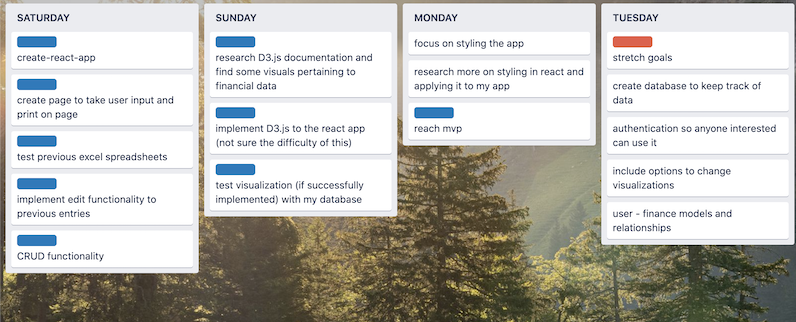 SATURDAY
create-react-app
create page to take user input and
print on page
test previous excel spreadsheets
implement edit functionality to
previous entries
CRUD functionality
SUNDAY
research D3.js documentation and
find some visuals pertaining to
financial data
implement D3.js to the react app
(not sure the difficulty of this)
test visualization (if successfully
implemented) with my database
MONDAY
focus on styling the app
research more on styling in react and
applying it to my app
reach mvp
TUESDAY
stretch goals
create database to keep track of
data
authentication so anyone interested
can use it
include options to change
visualizations
user - finance models and
relationships